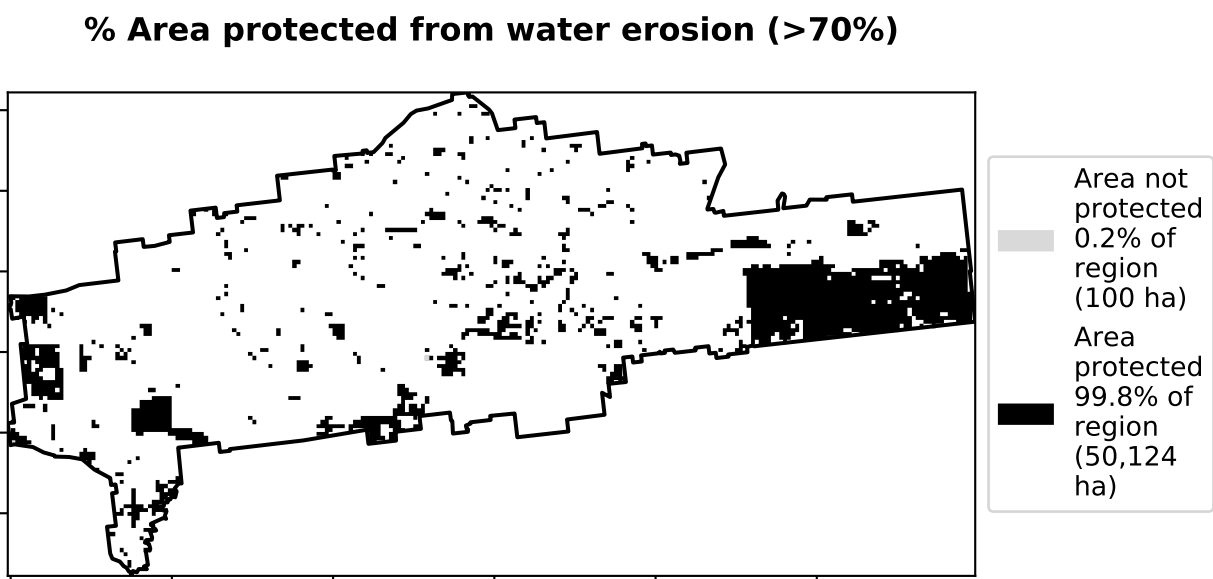 % Area protected from water erosion (>70%)
Area not
protected
0.2% of
region
(100 ha)
Area
protected
99.8% of
region
(50,124
ha)